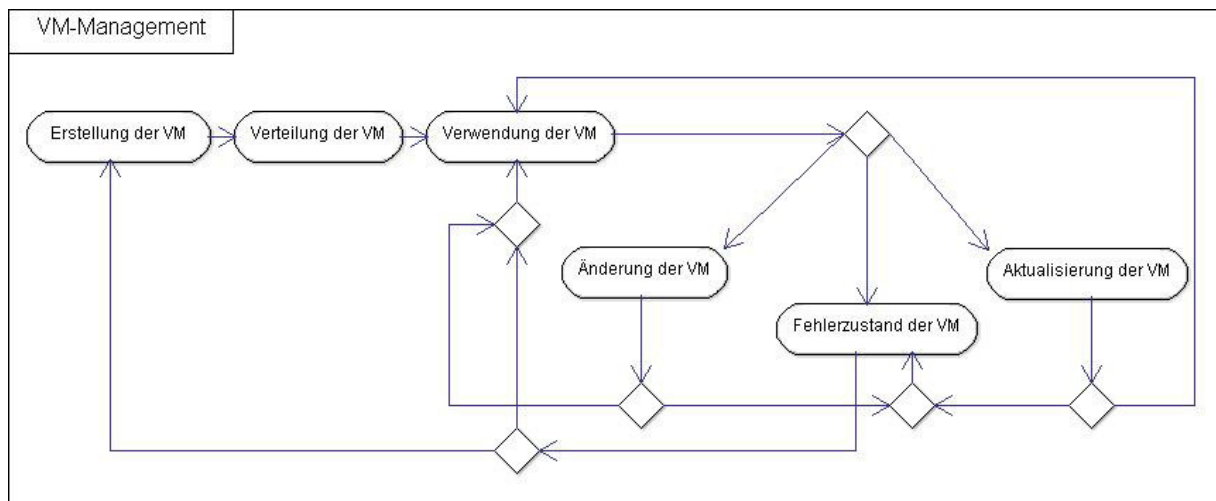 VM-Management
Erstellung der VM
Verteilung der VM
Verwendung der VM
Änderung der VM
Aktualisierung der VM
Fehlerzustand der VM